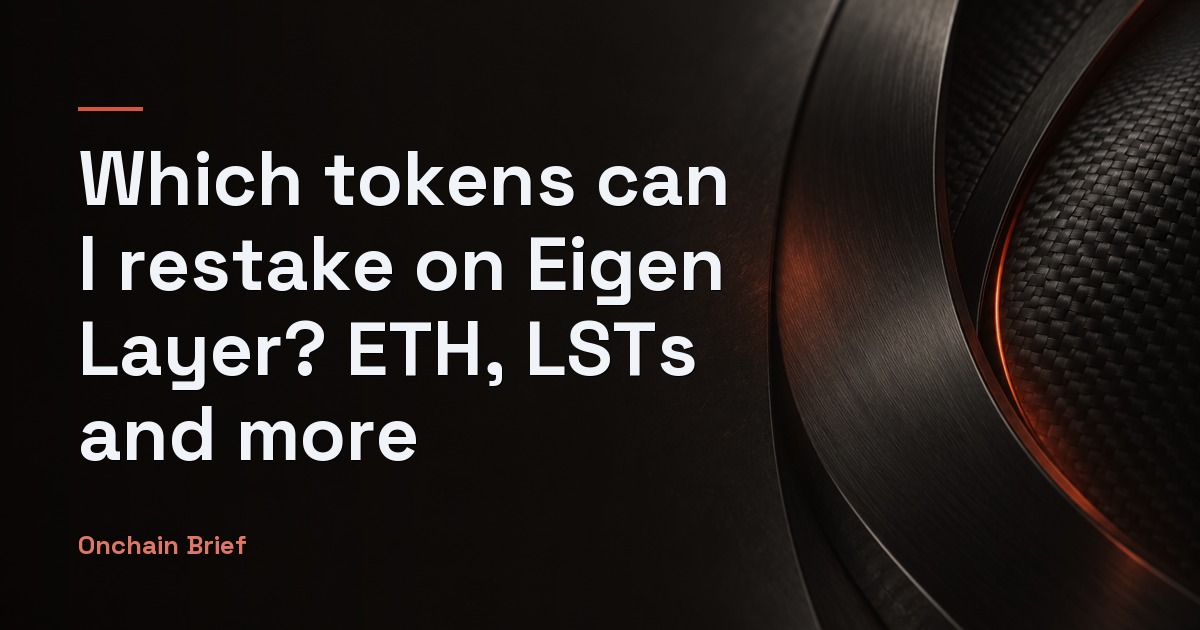 Which tokens can
I restake on Eigen
Layer? ETH, LSTs
and more
Onchain Brief